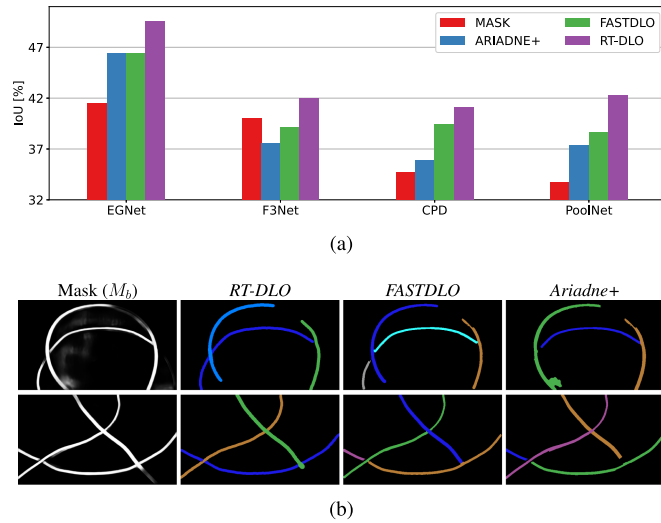 MASK
ARIADNE+
FASTDLO
RT-DLO
IoU [%]
47
42
37
32
EGNet
F3Net
CPD
PoolNet
(a)
Mask (M_b)
RT-DLO
FASTDLO
Ariadne+
(b)